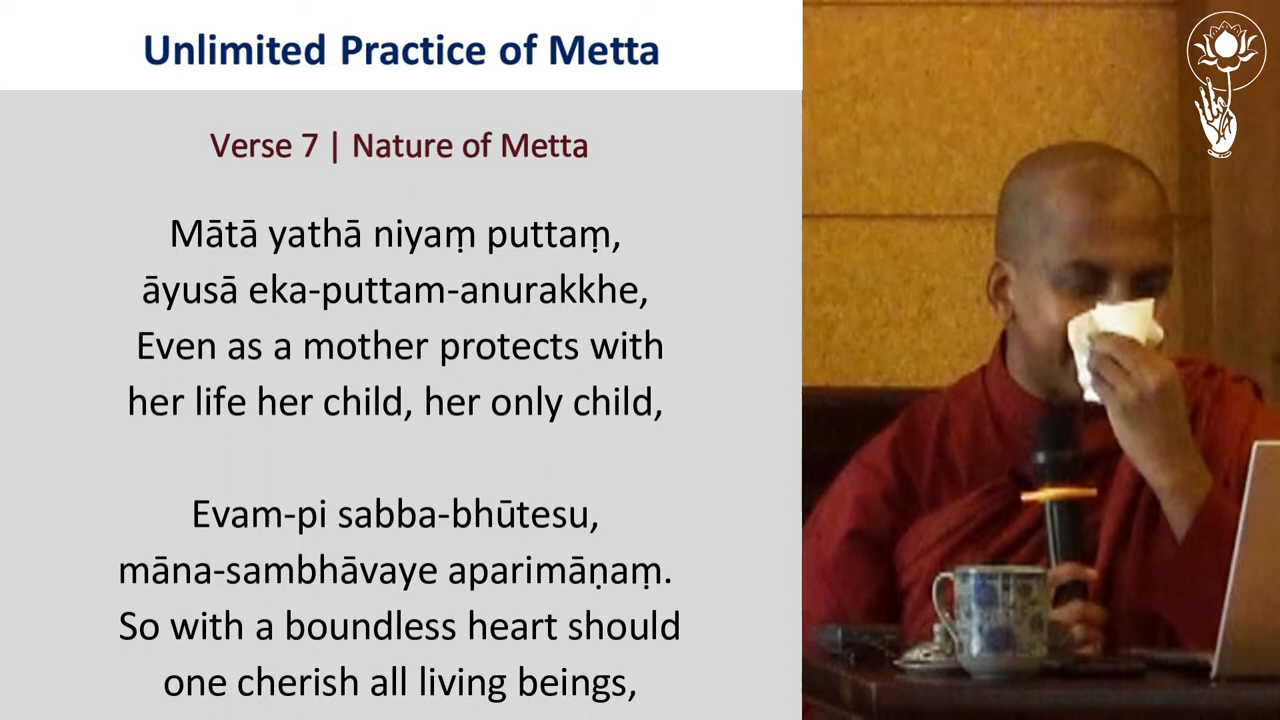 Unlimited Practice of Metta
Verse 7 | Nature of Metta
Mātā yathā niyaṃ puttaṃ,
āyusā eka-puttam-anurakkhe,
Even as a mother protects with
her life her child, her only child,
Evam-pi sabba-bhūtesu,
māna-sambhāvaye aparimāṇaṃ.
So with a boundless heart should
one cherish all living beings,